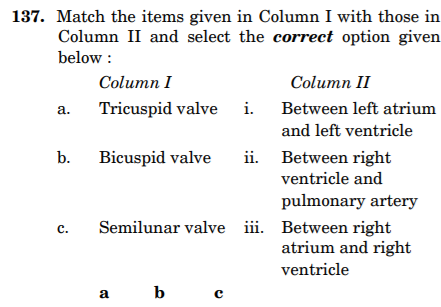 137. Match the items given in Column I with those in
Column II and select the correct option given
below :
Column I Column II
a. Tricuspid valve i. Between left atrium
and left ventricle
b. Bicuspid valve ii. Between right
ventricle and
pulmonary artery
c. Semilunar valve iii. Between right
atrium and right
ventricle
a b c